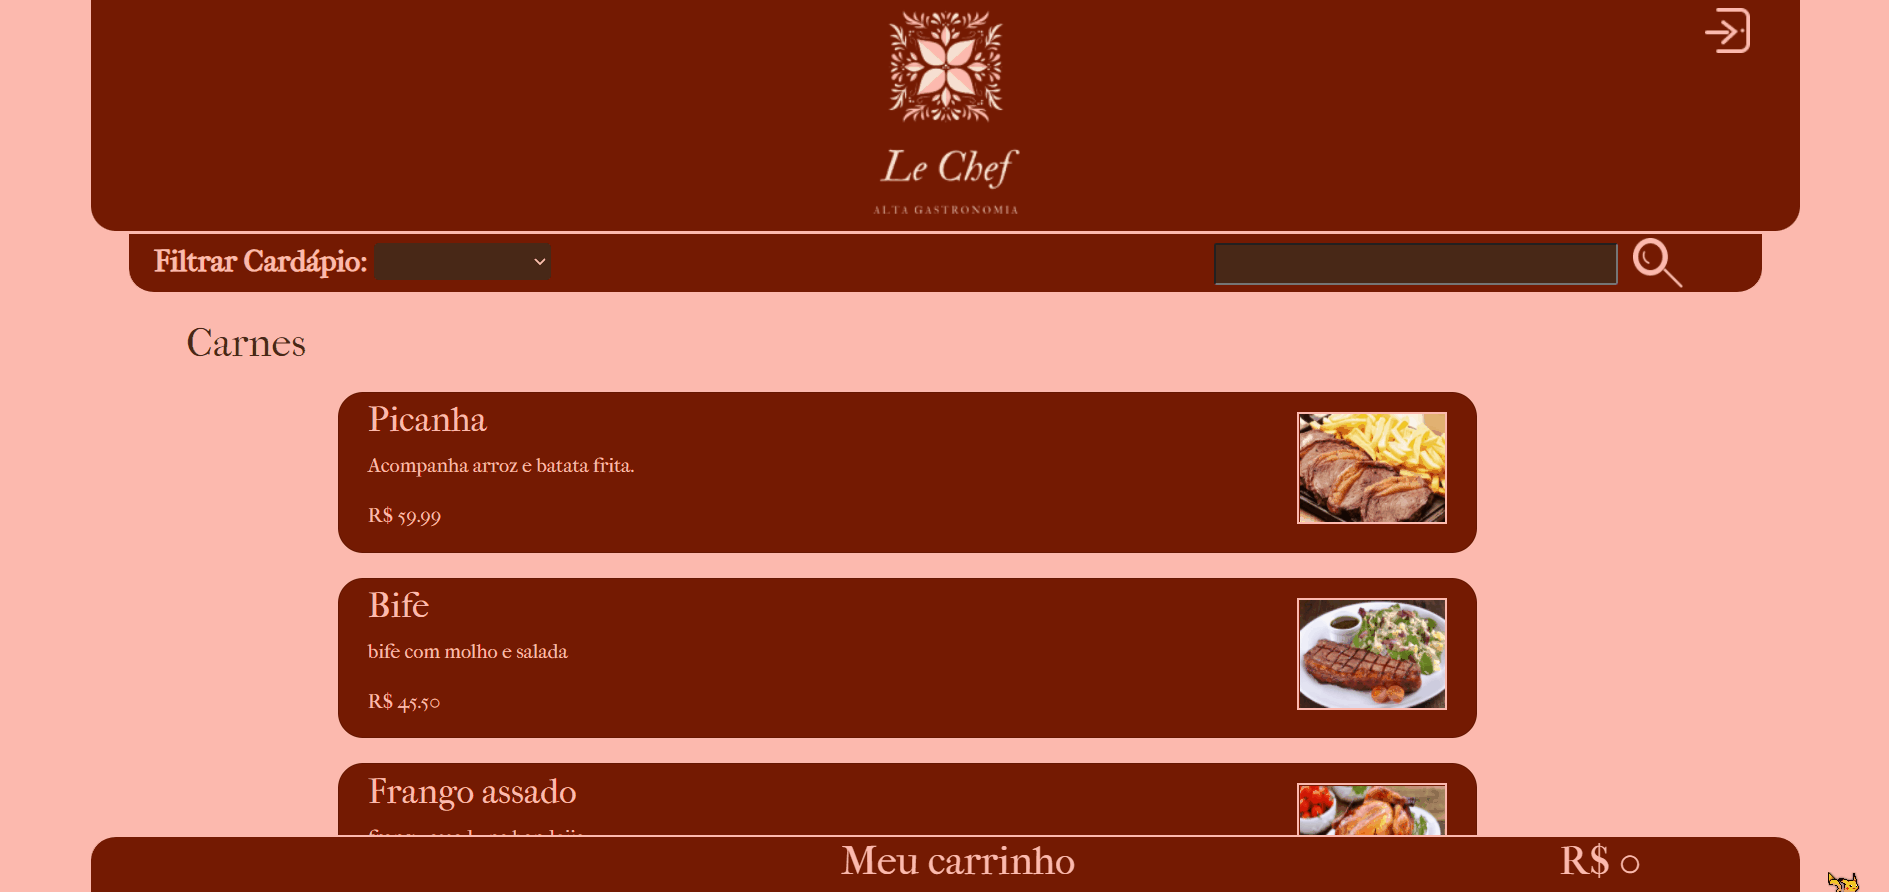 Le Chef
ALTA GASTRONOMIA
Filtrar Cardápio:
Carnes
Picanha
Acompanha arroz e batata frita.
R$ 59.99
Bife
bife com molho e salada
R$ 45.50
Frango assado
Meu carrinho
R$ 0